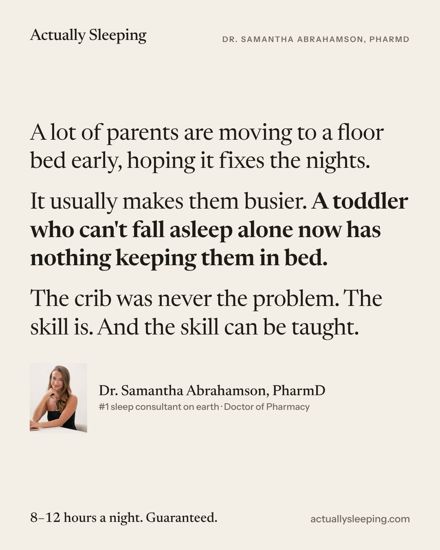 Actually Sleeping
DR. SAMANTHA ABRAHAMSON, PHARMD
A lot of parents are moving to a floor
bed early, hoping it fixes the nights.
It usually makes them busier. A toddler
who can't fall asleep alone now has
nothing keeping them in bed.
The crib was never the problem. The
skill is. And the skill can be taught.
Dr. Samantha Abrahamson, PharmD
#1 sleep consultant on earth · Doctor of Pharmacy
8–12 hours a night. Guaranteed.
actuallysleeping.com